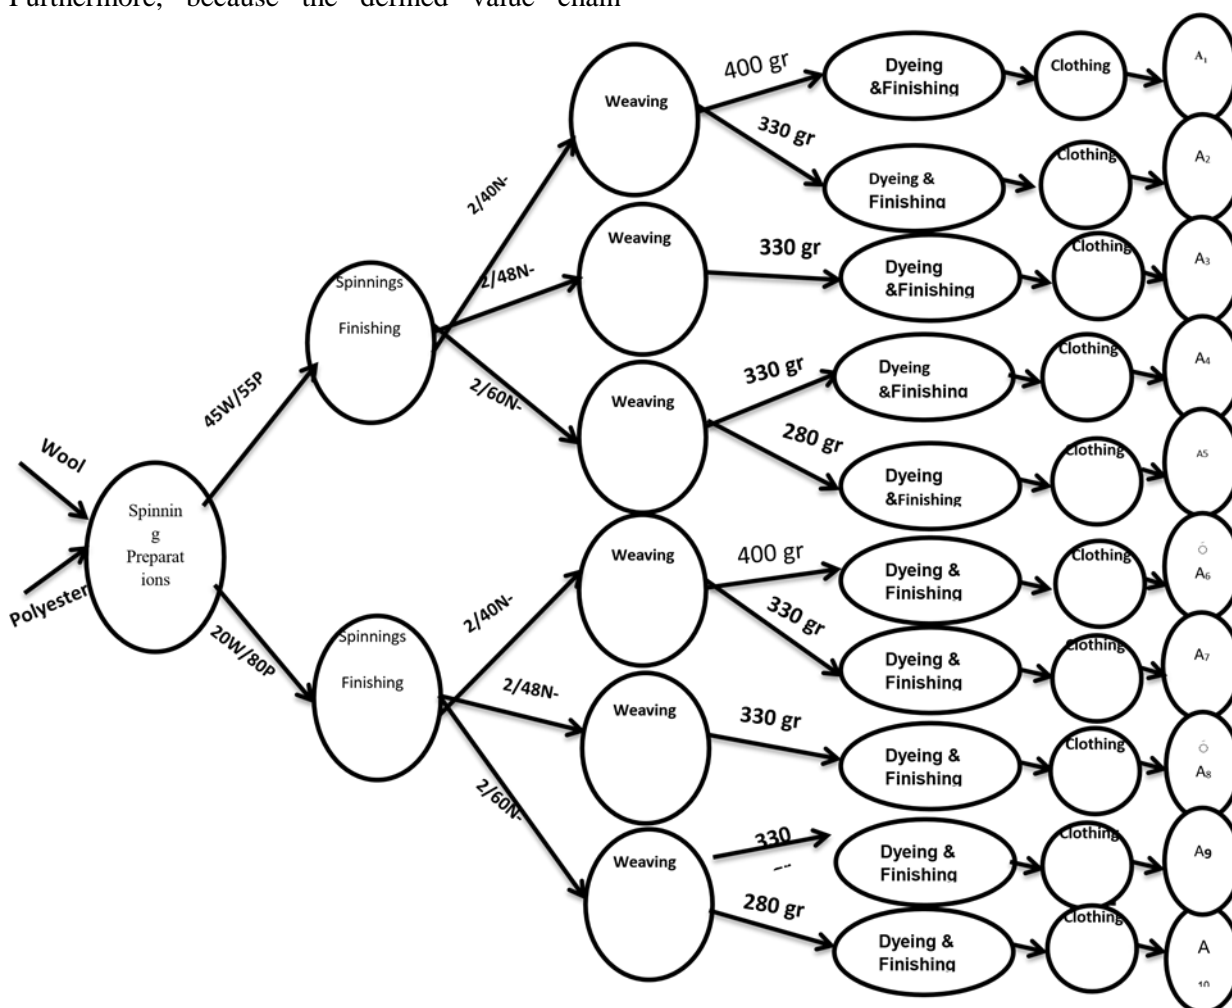 Furthermore, because the defined value chain
Wool
Polyester
Spinnin
g
Preparat
ions
45W/55P
20W/80P
Spinnings
Finishing
2/40N-
2/48N-
2/60N-
Spinnings
Finishing
2/40N-
2/48N-
2/60N-
Weaving
400 gr
330 gr
Dyeing
&Finishing
Clothing
A1
Dyeing &
Finishing
Clothing
A2
Weaving
330 gr
Dyeing
&Finishing
Clothing
A3
Weaving
330 gr
280 gr
Dyeing
&Finishing
Clothing
A4
Dyeing
&Finishing
Clothing
A5
Weaving
400 gr
330 gr
Dyeing &
Finishing
Clothing
A6
Dyeing &
Finishing
Clothing
A7
Weaving
330 gr
Dyeing &
Finishing
Clothing
A8
Weaving
330
280 gr
Dyeing &
Finishing
Clothing
A9
Dyeing &
Finishing
Clothing
A
10